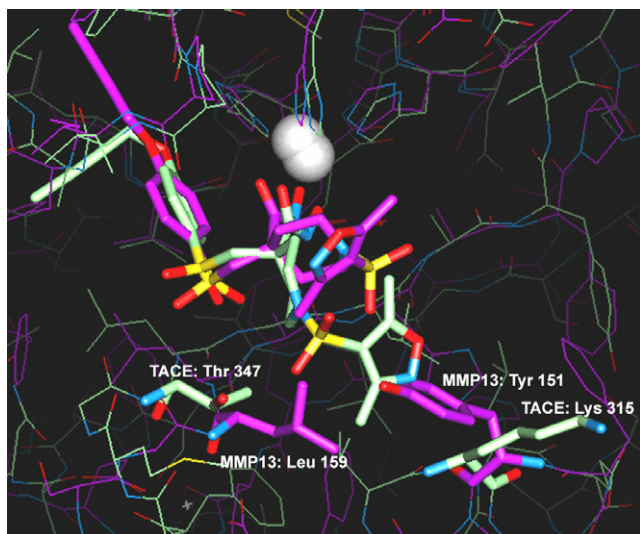 TACE: Thr 347
MMP13: Tyr 151
TACE: Lys 315
MMP13: Leu 159